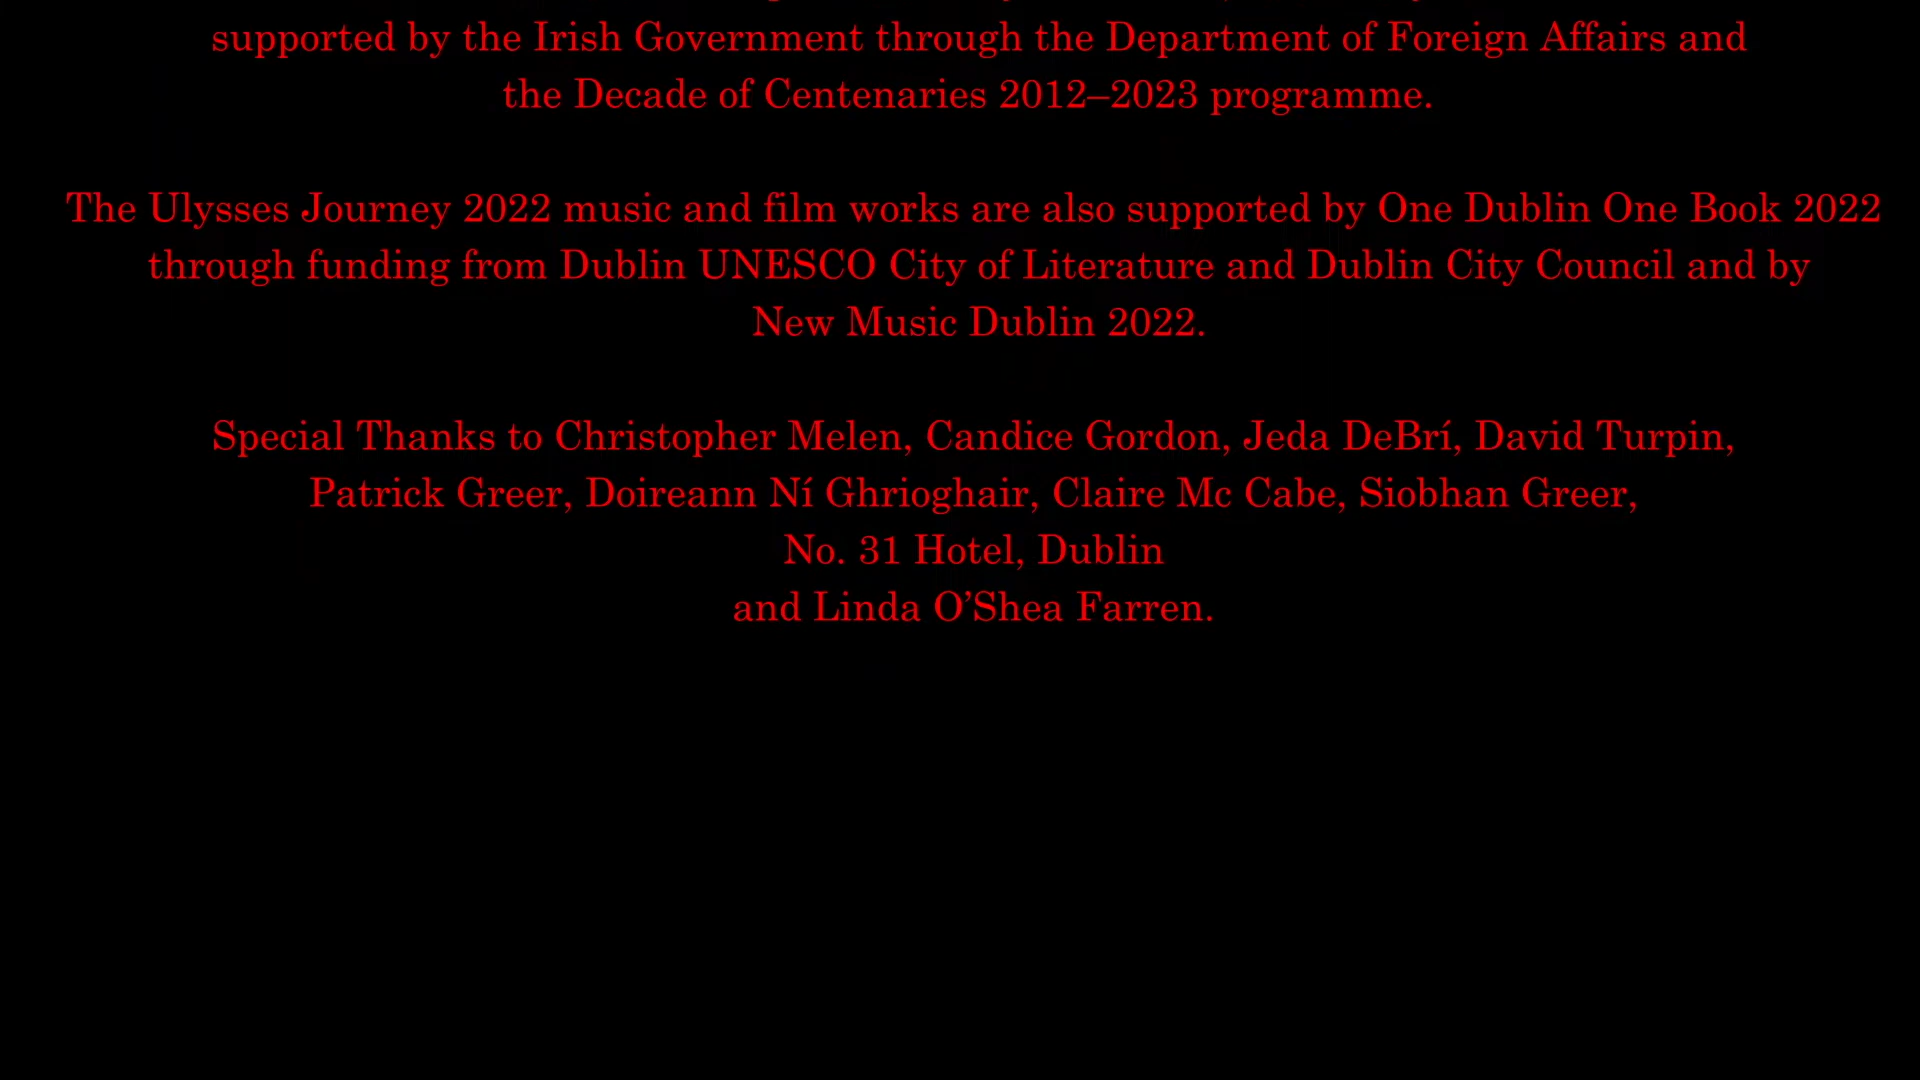 supported by the Irish Government through the Department of Foreign Affairs and
the Decade of Centenaries 2012–2023 programme.
The Ulysses Journey 2022 music and film works are also supported by One Dublin One Book 2022
through funding from Dublin UNESCO City of Literature and Dublin City Council and by
New Music Dublin 2022.
Special Thanks to Christopher Melen, Candice Gordon, Jeda DeBrí, David Turpin,
Patrick Greer, Doireann Ní Ghrioghair, Claire Mc Cabe, Siobhan Greer,
No. 31 Hotel, Dublin
and Linda O’Shea Farren.